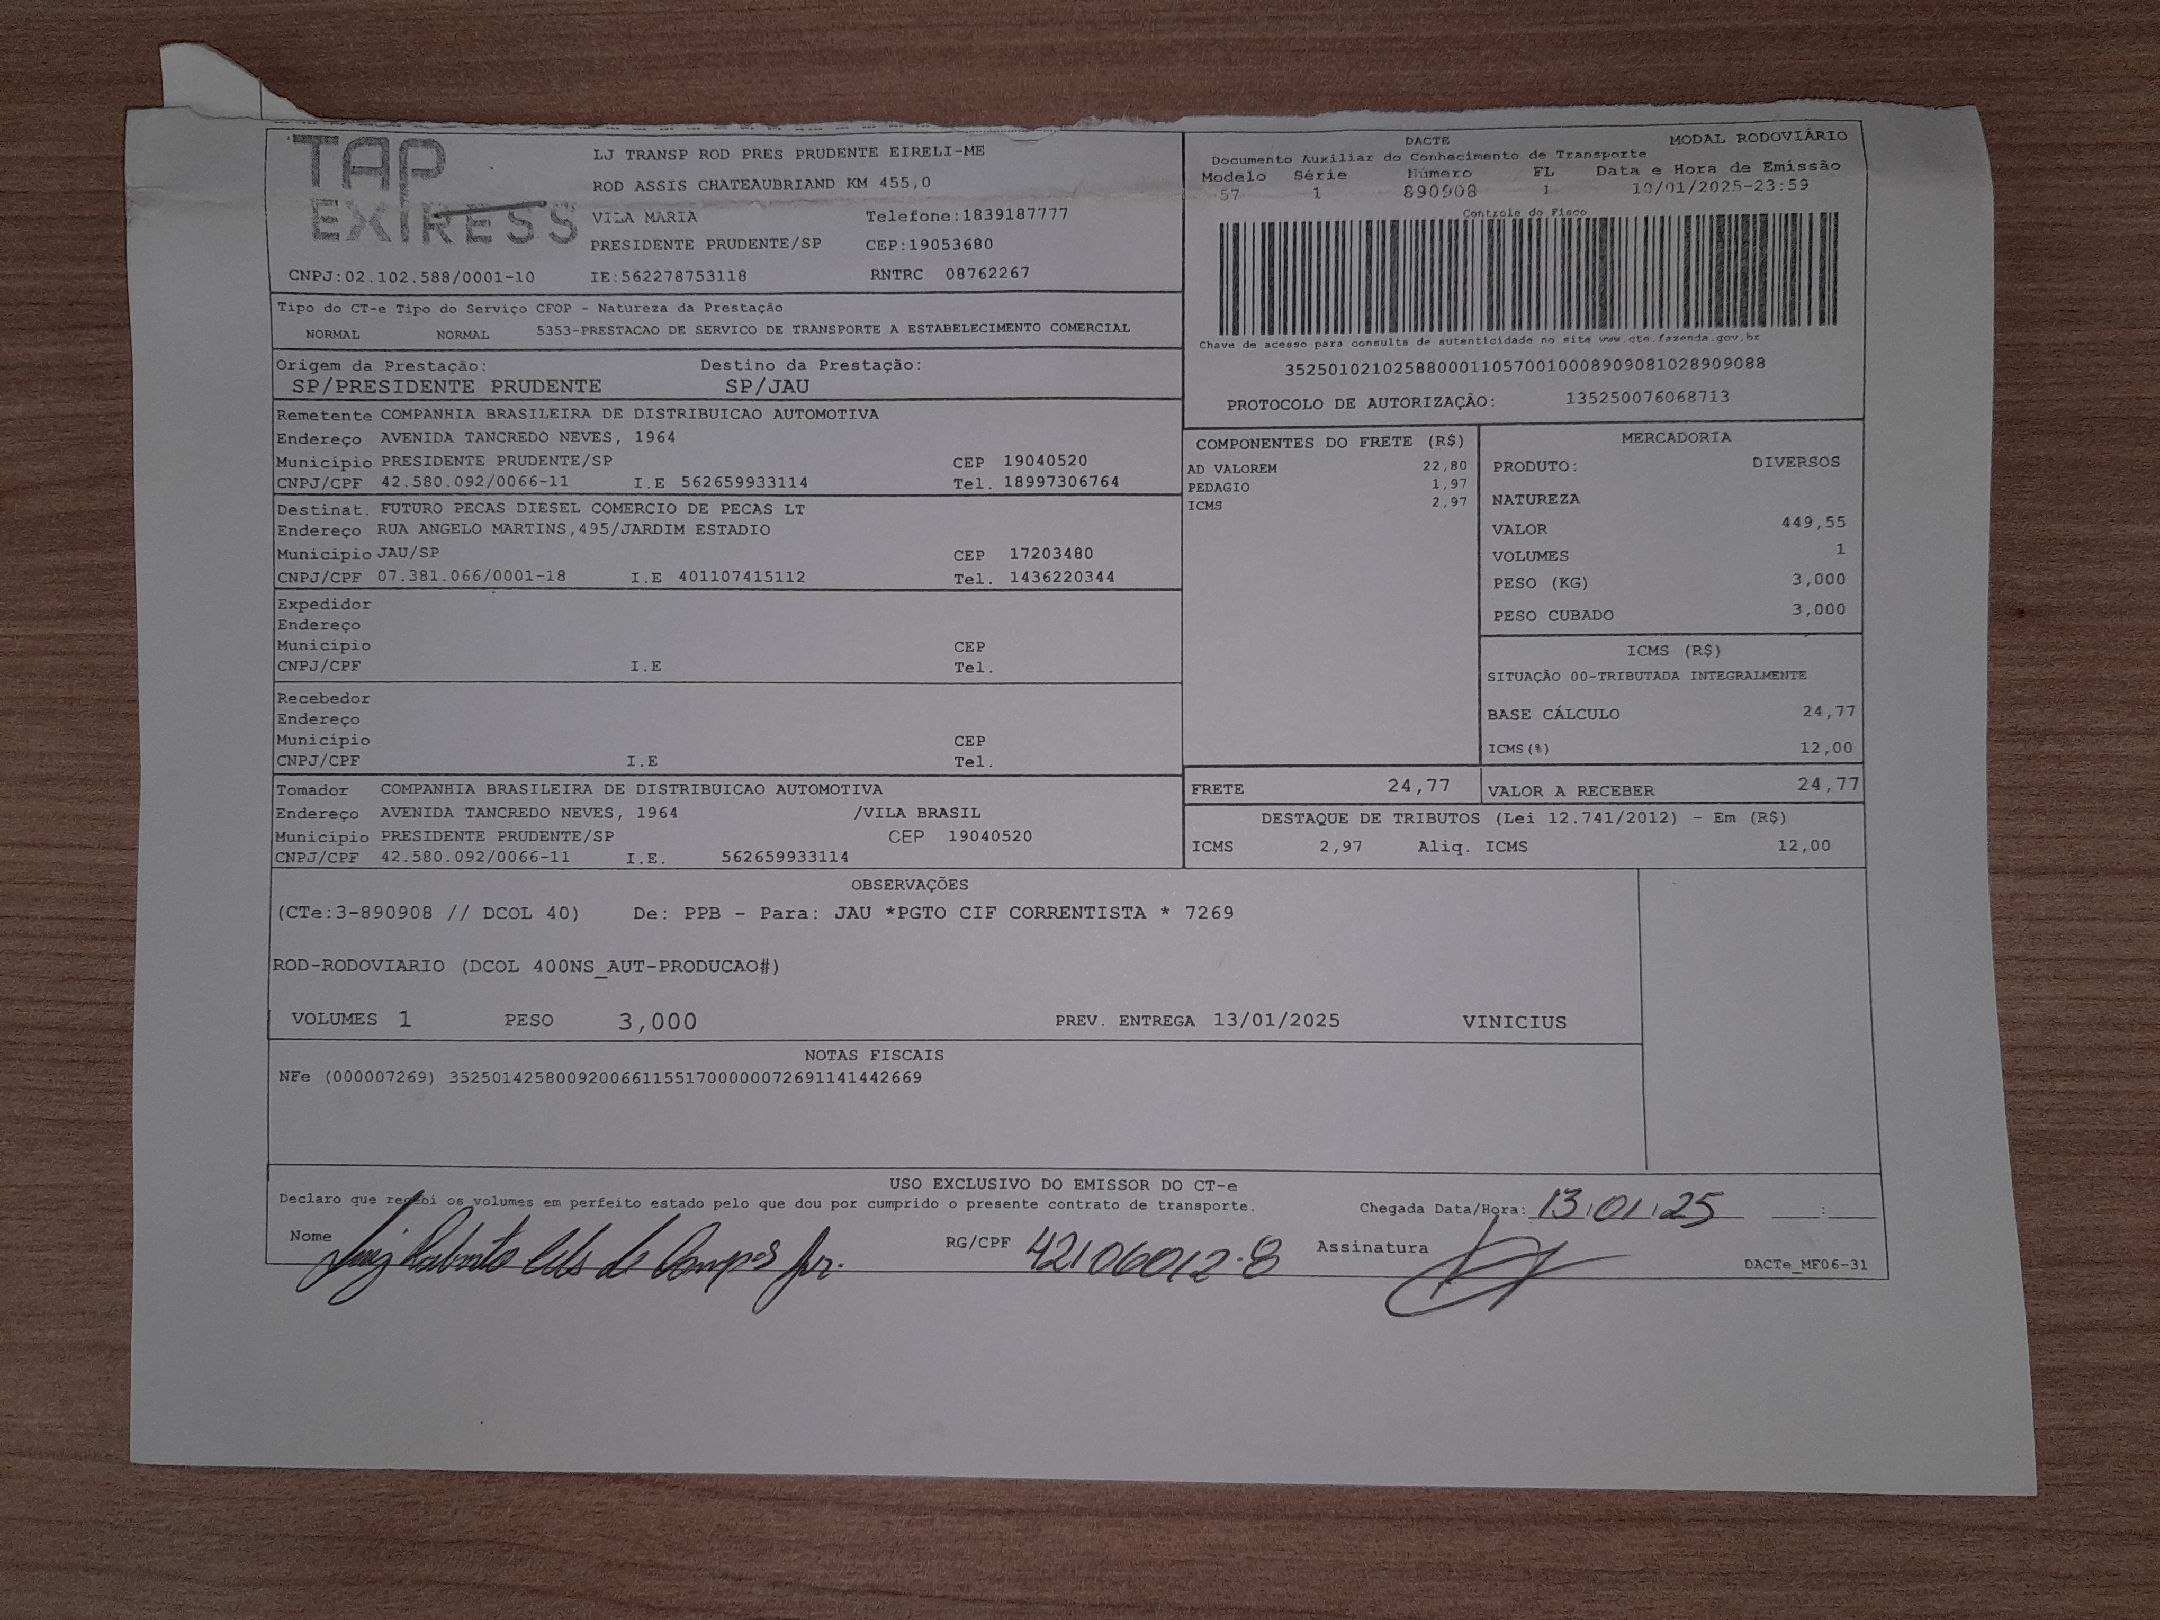 TAP
EXPRESS
LJ TRANSP ROD PRES PRUDENTE EIRELI-ME
ROD ASSIS CHATEAUBRIAND KM 455,0
VILA MARIA Telefone:1839187777
PRESIDENTE PRUDENTE/SP CEP:19053680
CNPJ:02.102.588/0001-10 IE:562278753118 RNTRC 08762267
DACTE MODAL RODOVIÁRIO
Documento Auxiliar do Conhecimento de Transporte
Modelo Série Número FL Data e Hora de Emissão
57 1 890908 1 10/01/2025-23:59
Controle do Fisco
Chave de acesso para consulta de autenticidade no site www.cte.fazenda.gov.br
35250102102588000110570010008909081028909088
PROTOCOLO DE AUTORIZAÇÃO: 135250076068713
Tipo do CT-e Tipo do Serviço CFOP - Natureza da Prestação
NORMAL NORMAL 5353-PRESTACAO DE SERVICO DE TRANSPORTE A ESTABELECIMENTO COMERCIAL
Origem da Prestação: Destino da Prestação:
SP/PRESIDENTE PRUDENTE SP/JAU
Remetente COMPANHIA BRASILEIRA DE DISTRIBUICAO AUTOMOTIVA
Endereço AVENIDA TANCREDO NEVES, 1964
Município PRESIDENTE PRUDENTE/SP CEP 19040520
CNPJ/CPF 42.580.092/0066-11 I.E 562659933114 Tel. 18997306764
Destinat. FUTURO PECAS DIESEL COMERCIO DE PECAS LT
Endereço RUA ANGELO MARTINS,495/JARDIM ESTADIO
Município JAU/SP CEP 17203480
CNPJ/CPF 07.381.066/0001-18 I.E 401107415112 Tel. 1436220344
Expedidor
Endereço
Município CEP
CNPJ/CPF I.E Tel.
Recebedor
Endereço
Município CEP
CNPJ/CPF I.E Tel.
Tomador COMPANHIA BRASILEIRA DE DISTRIBUICAO AUTOMOTIVA
Endereço AVENIDA TANCREDO NEVES, 1964 /VILA BRASIL
Município PRESIDENTE PRUDENTE/SP CEP 19040520
CNPJ/CPF 42.580.092/0066-11 I.E. 562659933114
COMPONENTES DO FRETE (R$)
AD VALOREM 22,80
PEDAGIO 1,97
ICMS 2,97
MERCADORIA
PRODUTO: DIVERSOS
NATUREZA
VALOR 449,55
VOLUMES 1
PESO (KG) 3,000
PESO CUBADO 3,000
ICMS (R$)
SITUAÇÃO 00-TRIBUTADA INTEGRALMENTE
BASE CÁLCULO 24,77
ICMS(%) 12,00
FRETE 24,77 VALOR A RECEBER 24,77
DESTAQUE DE TRIBUTOS (Lei 12.741/2012) - Em (R$)
ICMS 2,97 Aliq. ICMS 12,00
OBSERVAÇÕES
(CTe:3-890908 // DCOL 40) De: PPB - Para: JAU *PGTO CIF CORRENTISTA * 7269
ROD-RODOVIARIO (DCOL 400NS_AUT-PRODUCAO#)
VOLUMES 1 PESO 3,000 PREV. ENTREGA 13/01/2025 VINICIUS
NOTAS FISCAIS
NFe (000007269) 35250142580092006611551700000072691141442669
USO EXCLUSIVO DO EMISSOR DO CT-e
Declaro que recebi os volumes em perfeito estado pelo que dou por cumprido o presente contrato de transporte. Chegada Data/Hora: 13/01/25 :
Nome Luiz Roberto de Campos Jr. RG/CPF 42106012-8 Assinatura
DACTe_MF06-31